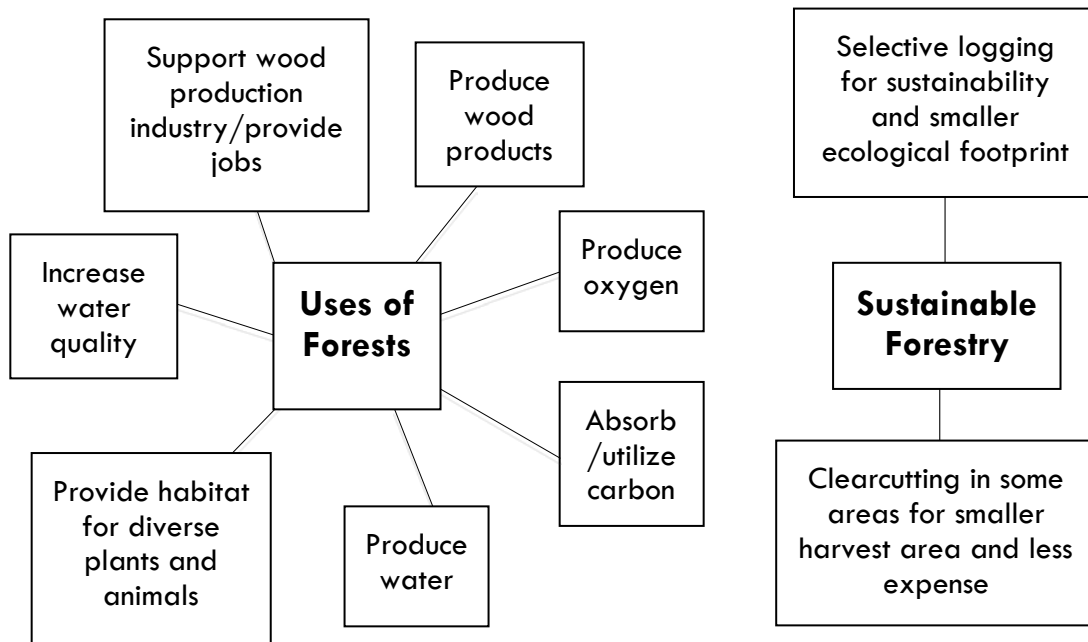 Support wood
production
industry/provide
jobs
Produce
wood
products
Increase
water
quality
Uses of
Forests
Produce
oxygen
Absorb
/utilize
carbon
Provide habitat
for diverse
plants and
animals
Produce
water
Selective logging
for sustainability
and smaller
ecological footprint
Sustainable
Forestry
Clearcutting in some
areas for smaller
harvest area and less
expense